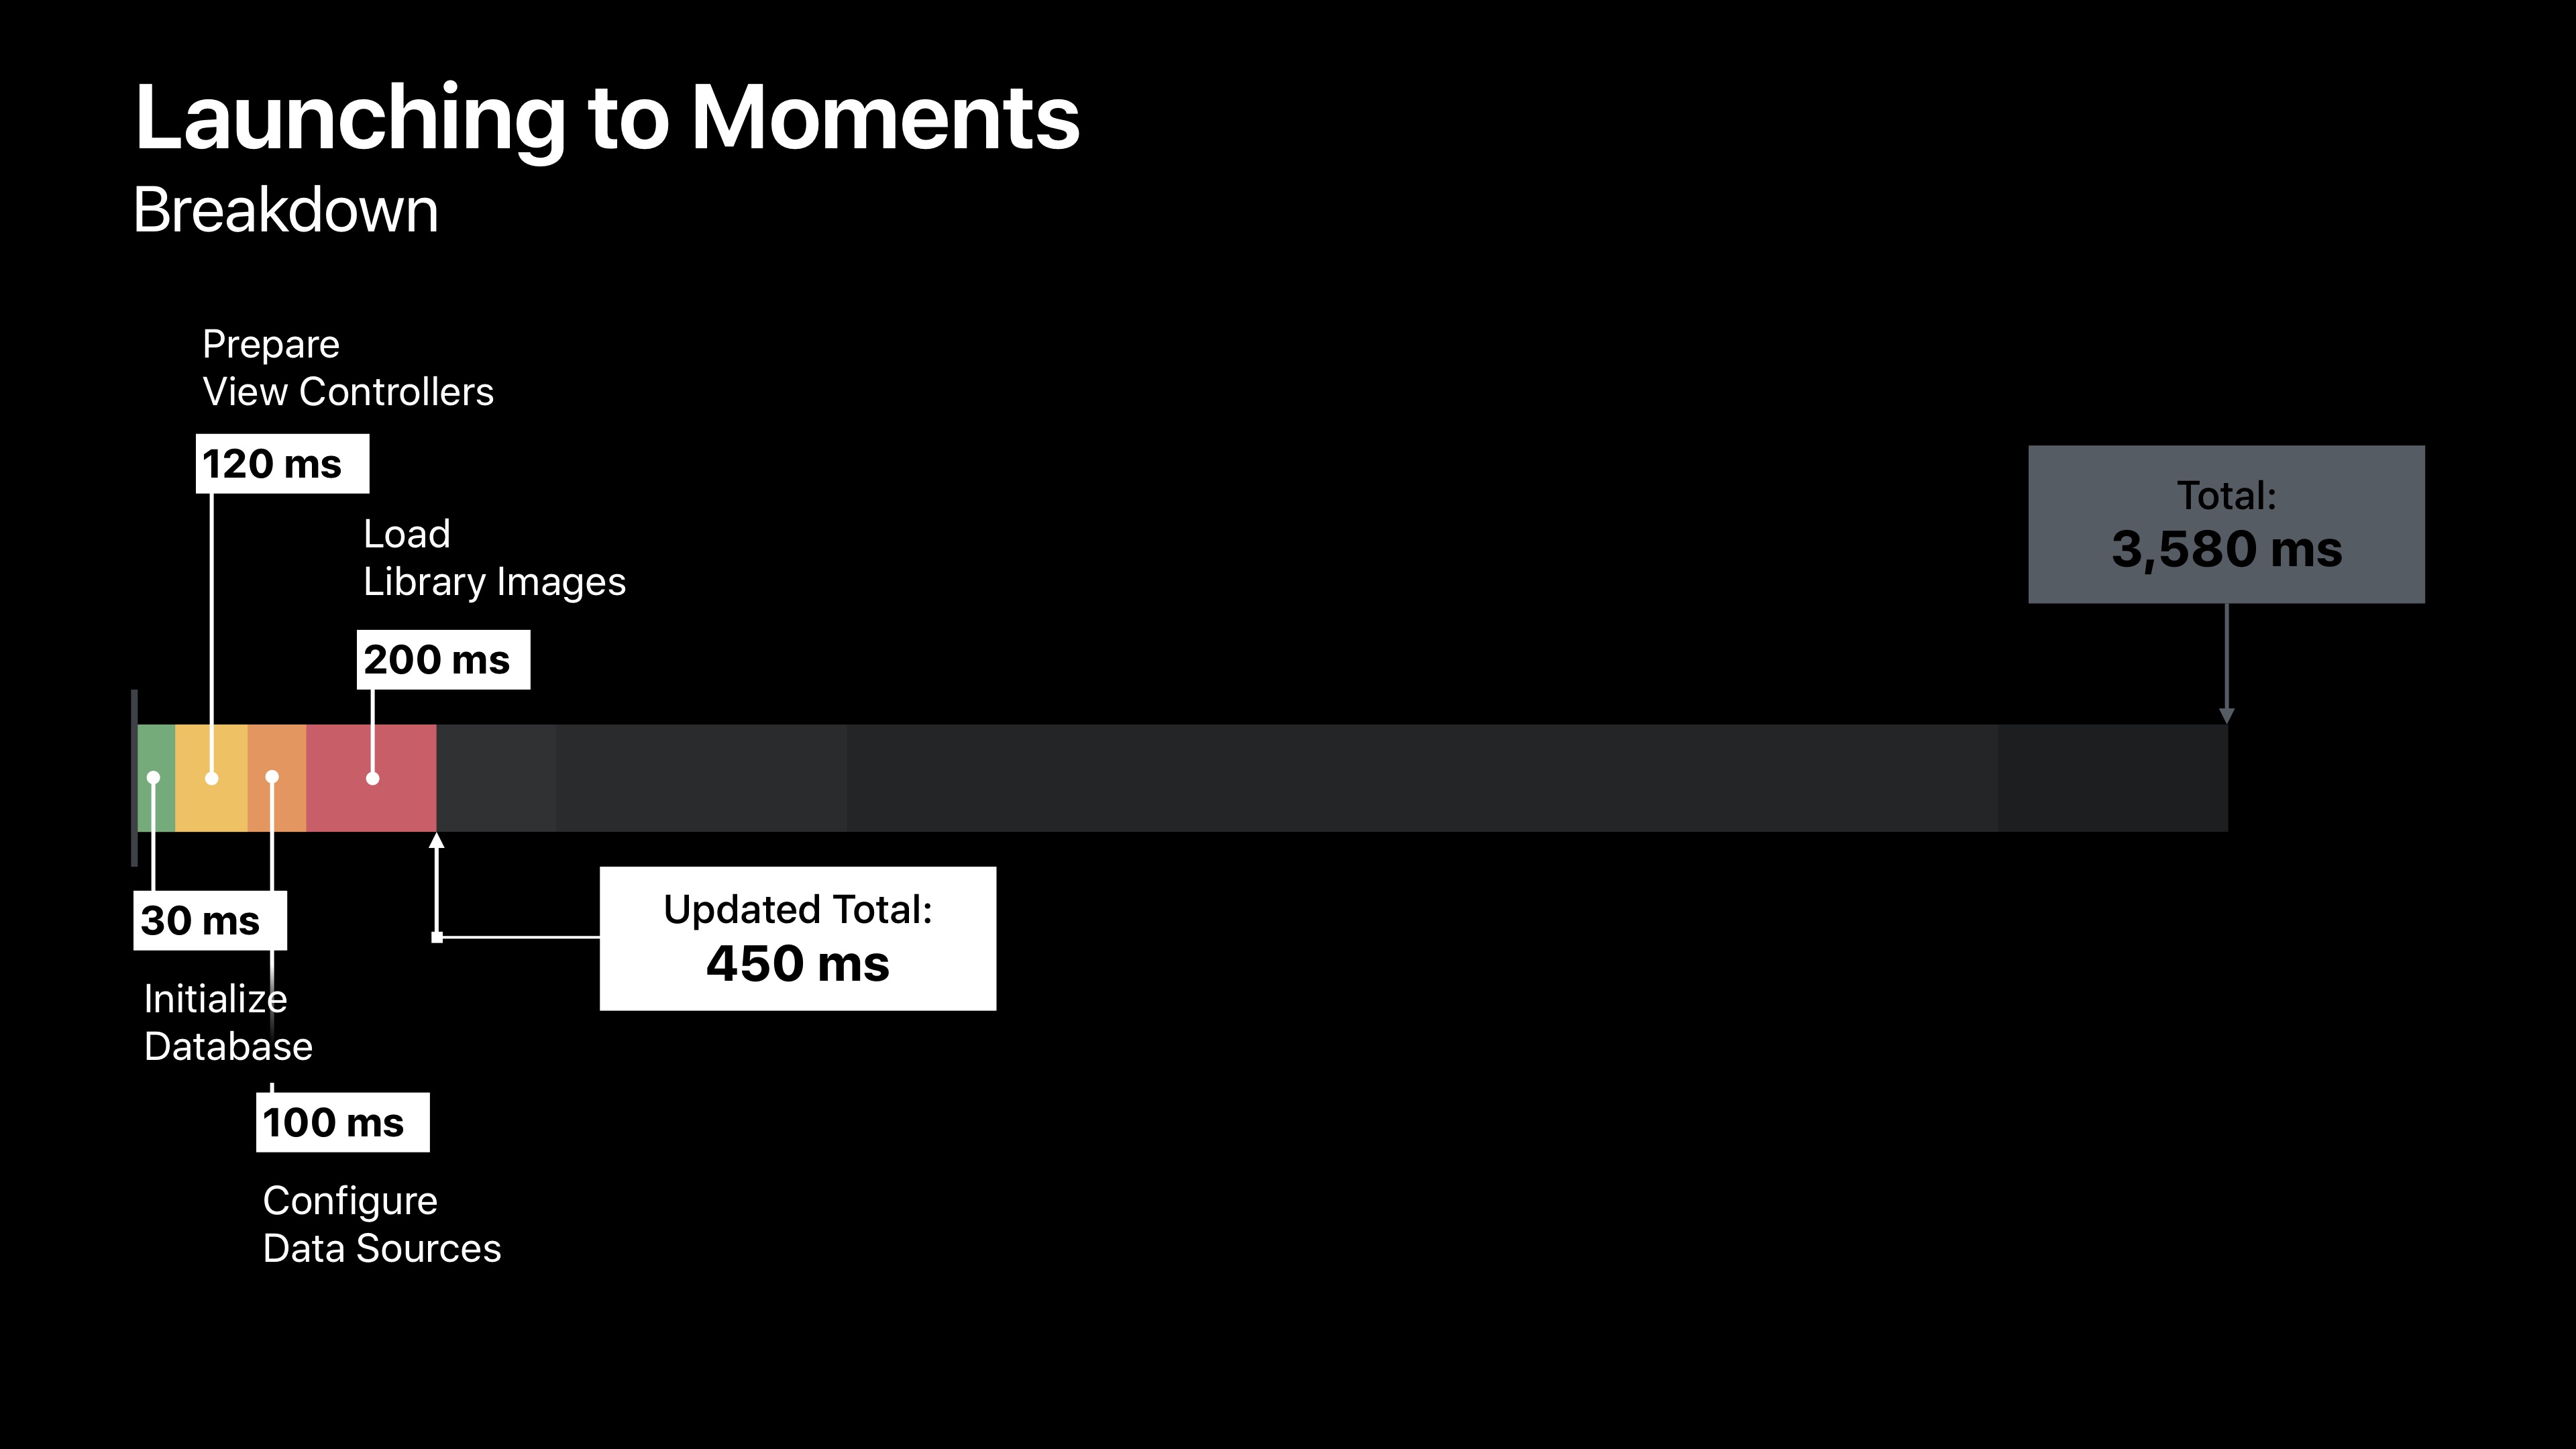 Launching to Moments
Breakdown
Prepare
View Controllers
120 ms
Load
Library Images
200 ms
Total:
3,580 ms
30 ms
Initialize
Database
Updated Total:
450 ms
100 ms
Configure
Data Sources